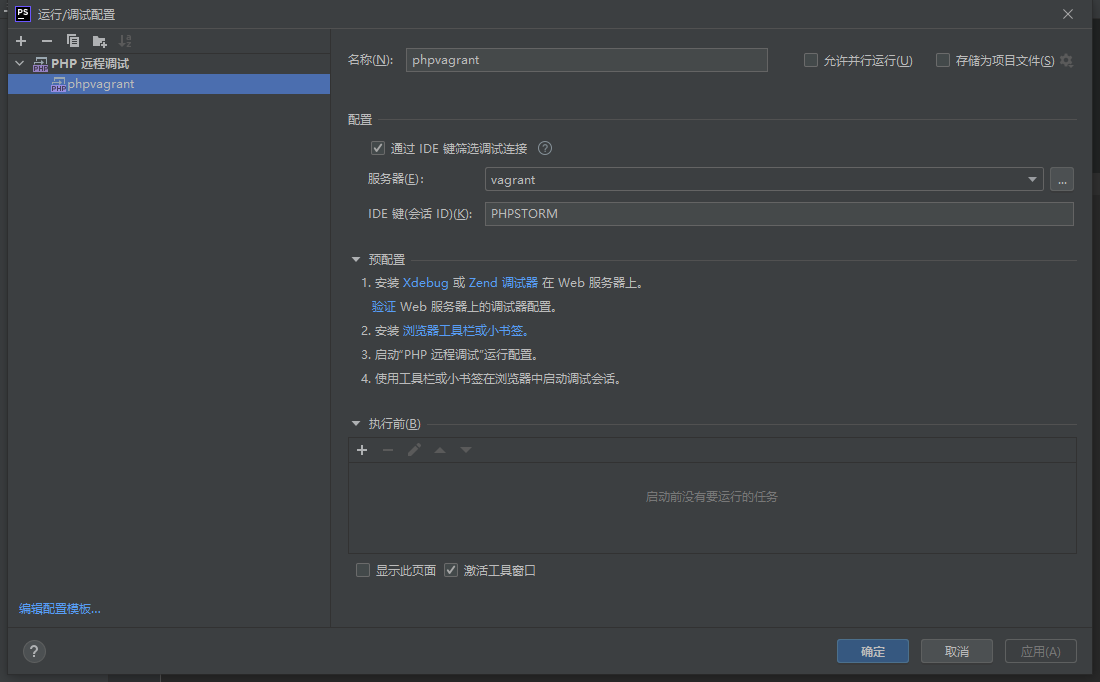 PS 运行/调试配置
PHP 远程调试
phpvagrant
编辑配置模板...
名称(N):
phpvagrant
允许并行运行(U)
存储为项目文件(S)
配置
通过 IDE 键筛选调试连接
服务器(E):
vagrant
...
IDE 键(会话 ID)(K):
PHPSTORM
预配置
1. 安装 Xdebug 或 Zend 调试器 在 Web 服务器上。
验证 Web 服务器上的调试器配置。
2. 安装 浏览器工具栏或小书签。
3. 启动“PHP 远程调试”运行配置。
4. 使用工具栏或小书签在浏览器中启动调试会话。
执行前(B)
启动前没有要运行的任务
显示此页面
激活工具窗口
?
确定
取消
应用(A)